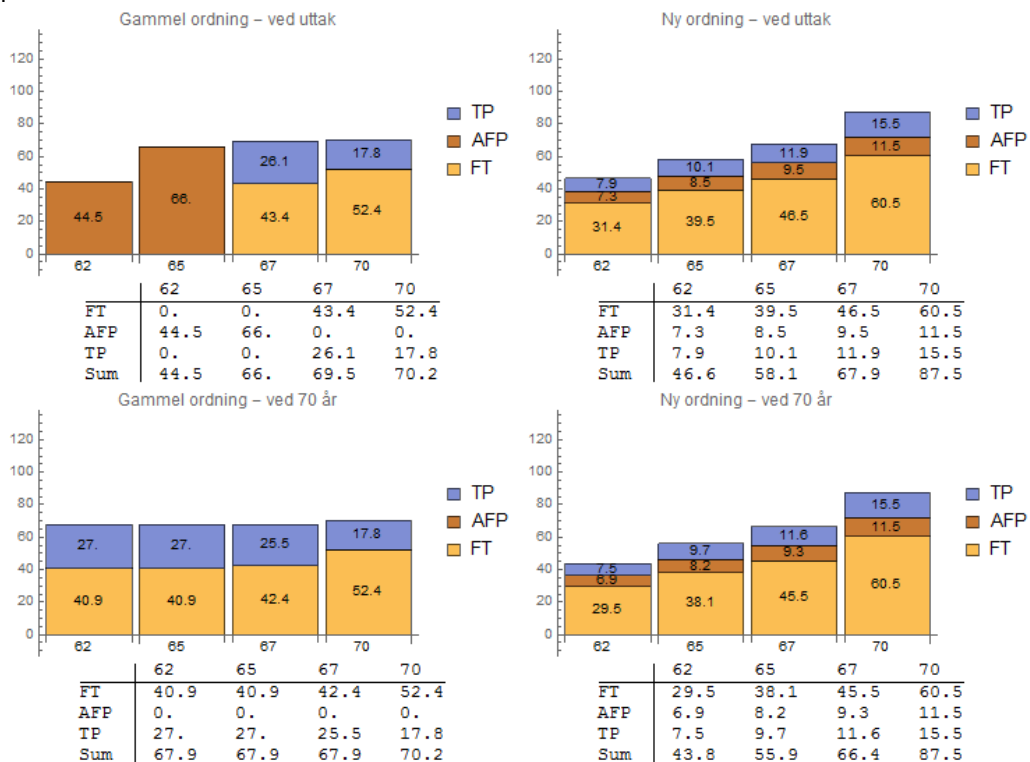 Gammel ordning – ved uttak
120
100
80
60
40
20
0
44.5
66.
26.1
43.4
17.8
52.4
62 65 67 70
TP
AFP
FT
62 65 67 70
FT 0. 0. 43.4 52.4
AFP 44.5 66. 0. 0.
TP 0. 0. 26.1 17.8
Sum 44.5 66. 69.5 70.2
Ny ordning – ved uttak
120
100
80
60
40
20
0
7.9
7.3
31.4
10.1
8.5
39.5
11.9
9.5
46.5
15.5
11.5
60.5
62 65 67 70
TP
AFP
FT
62 65 67 70
FT 31.4 39.5 46.5 60.5
AFP 7.3 8.5 9.5 11.5
TP 7.9 10.1 11.9 15.5
Sum 46.6 58.1 67.9 87.5
Gammel ordning – ved 70 år
120
100
80
60
40
20
0
27.
40.9
27.
40.9
25.5
42.4
17.8
52.4
62 65 67 70
TP
AFP
FT
62 65 67 70
FT 40.9 40.9 42.4 52.4
AFP 0. 0. 0. 0.
TP 27. 27. 25.5 17.8
Sum 67.9 67.9 67.9 70.2
Ny ordning – ved 70 år
120
100
80
60
40
20
0
7.5
6.9
29.5
9.7
8.2
38.1
11.6
9.3
45.5
15.5
11.5
60.5
62 65 67 70
TP
AFP
FT
62 65 67 70
FT 29.5 38.1 45.5 60.5
AFP 6.9 8.2 9.3 11.5
TP 7.5 9.7 11.6 15.5
Sum 43.8 55.9 66.4 87.5